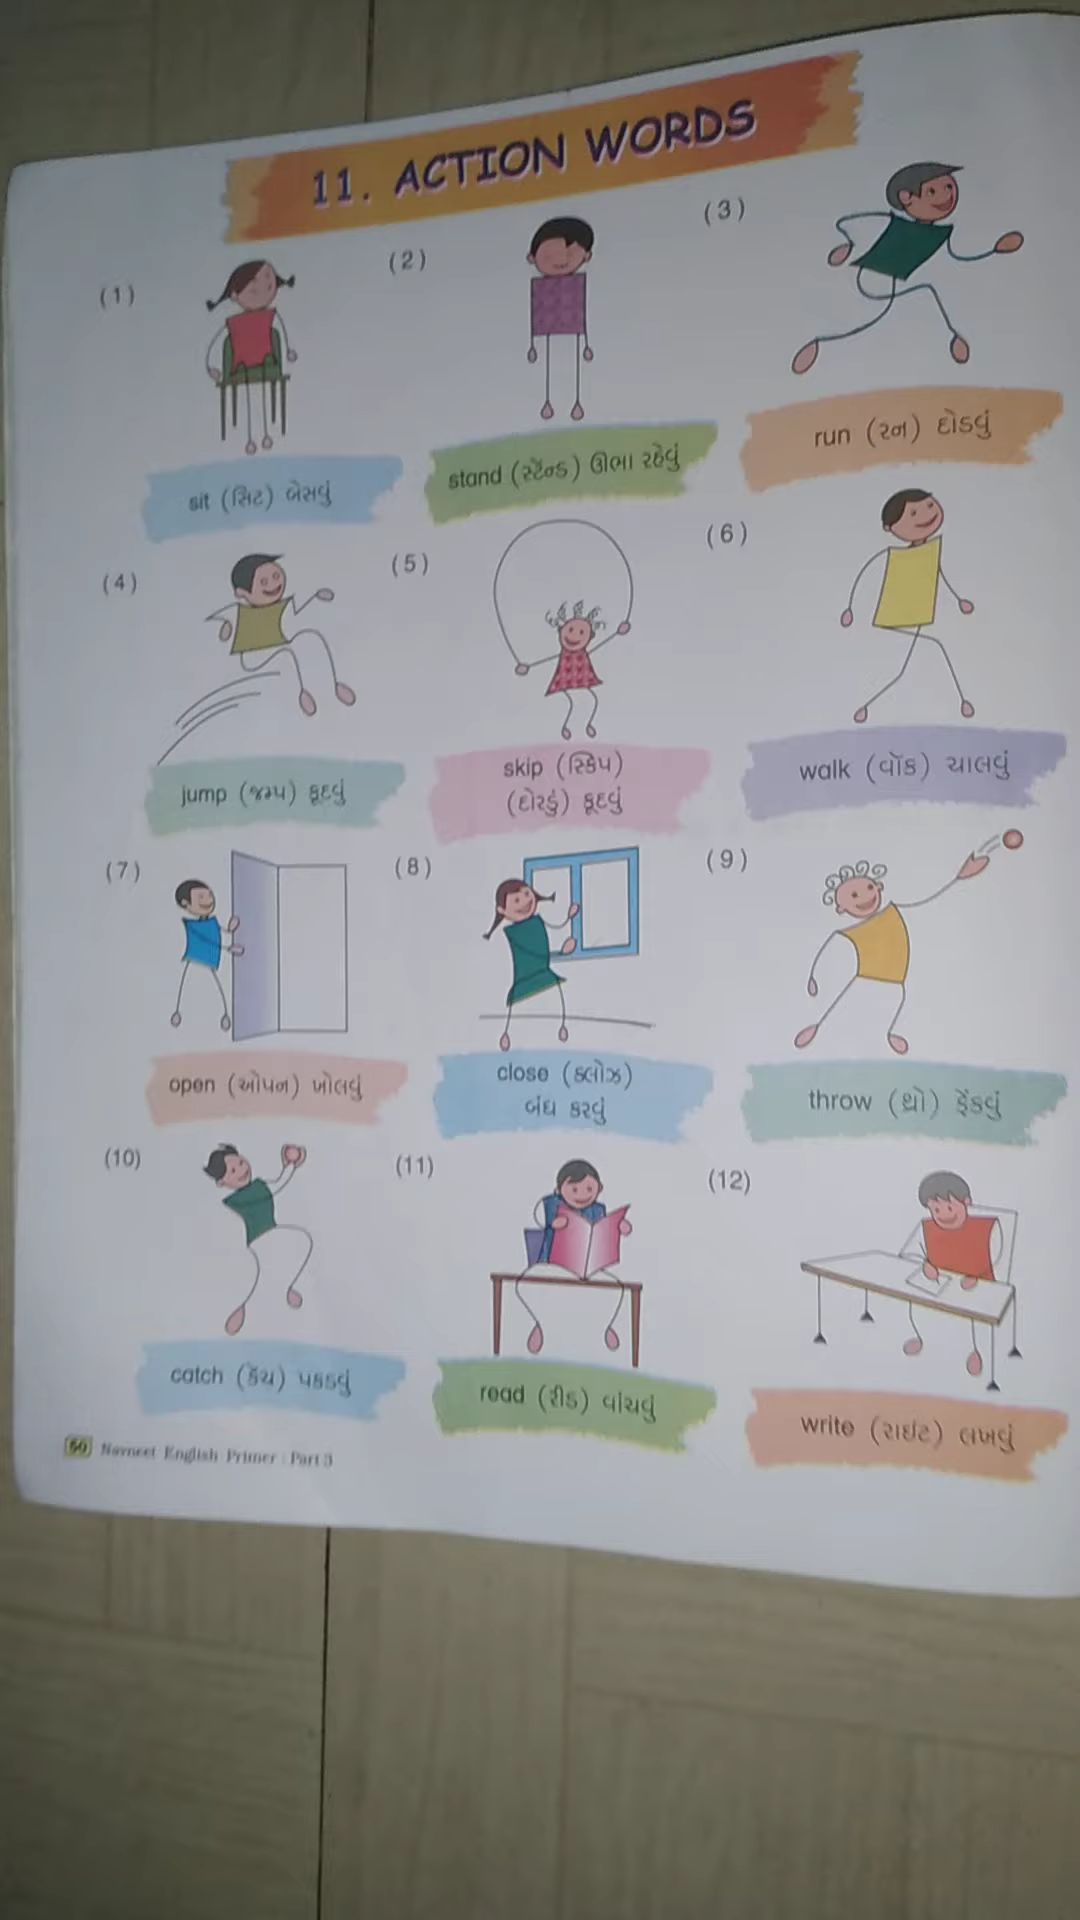 11. ACTION WORDS
(1)
(2)
(3)
sit (સિટ) બેસવું
stand (સ્ટૅન્ડ) ઊભા રહેવું
run (રન) દોડવું
(4)
(5)
(6)
jump (જમ્પ) કૂદવું
skip (સ્કિપ)
(દોરડું) કૂદવું
walk (વૉક) ચાલવું
(7)
(8)
(9)
open (ઓપન) ખોલવું
close (ક્લોઝ)
બંધ કરવું
throw (થ્રો) ફેંકવું
(10)
(11)
(12)
catch (કૅચ) પકડવું
read (રીડ) વાંચવું
write (રાઇટ) લખવું
60 Navneet English Primer : Part 3